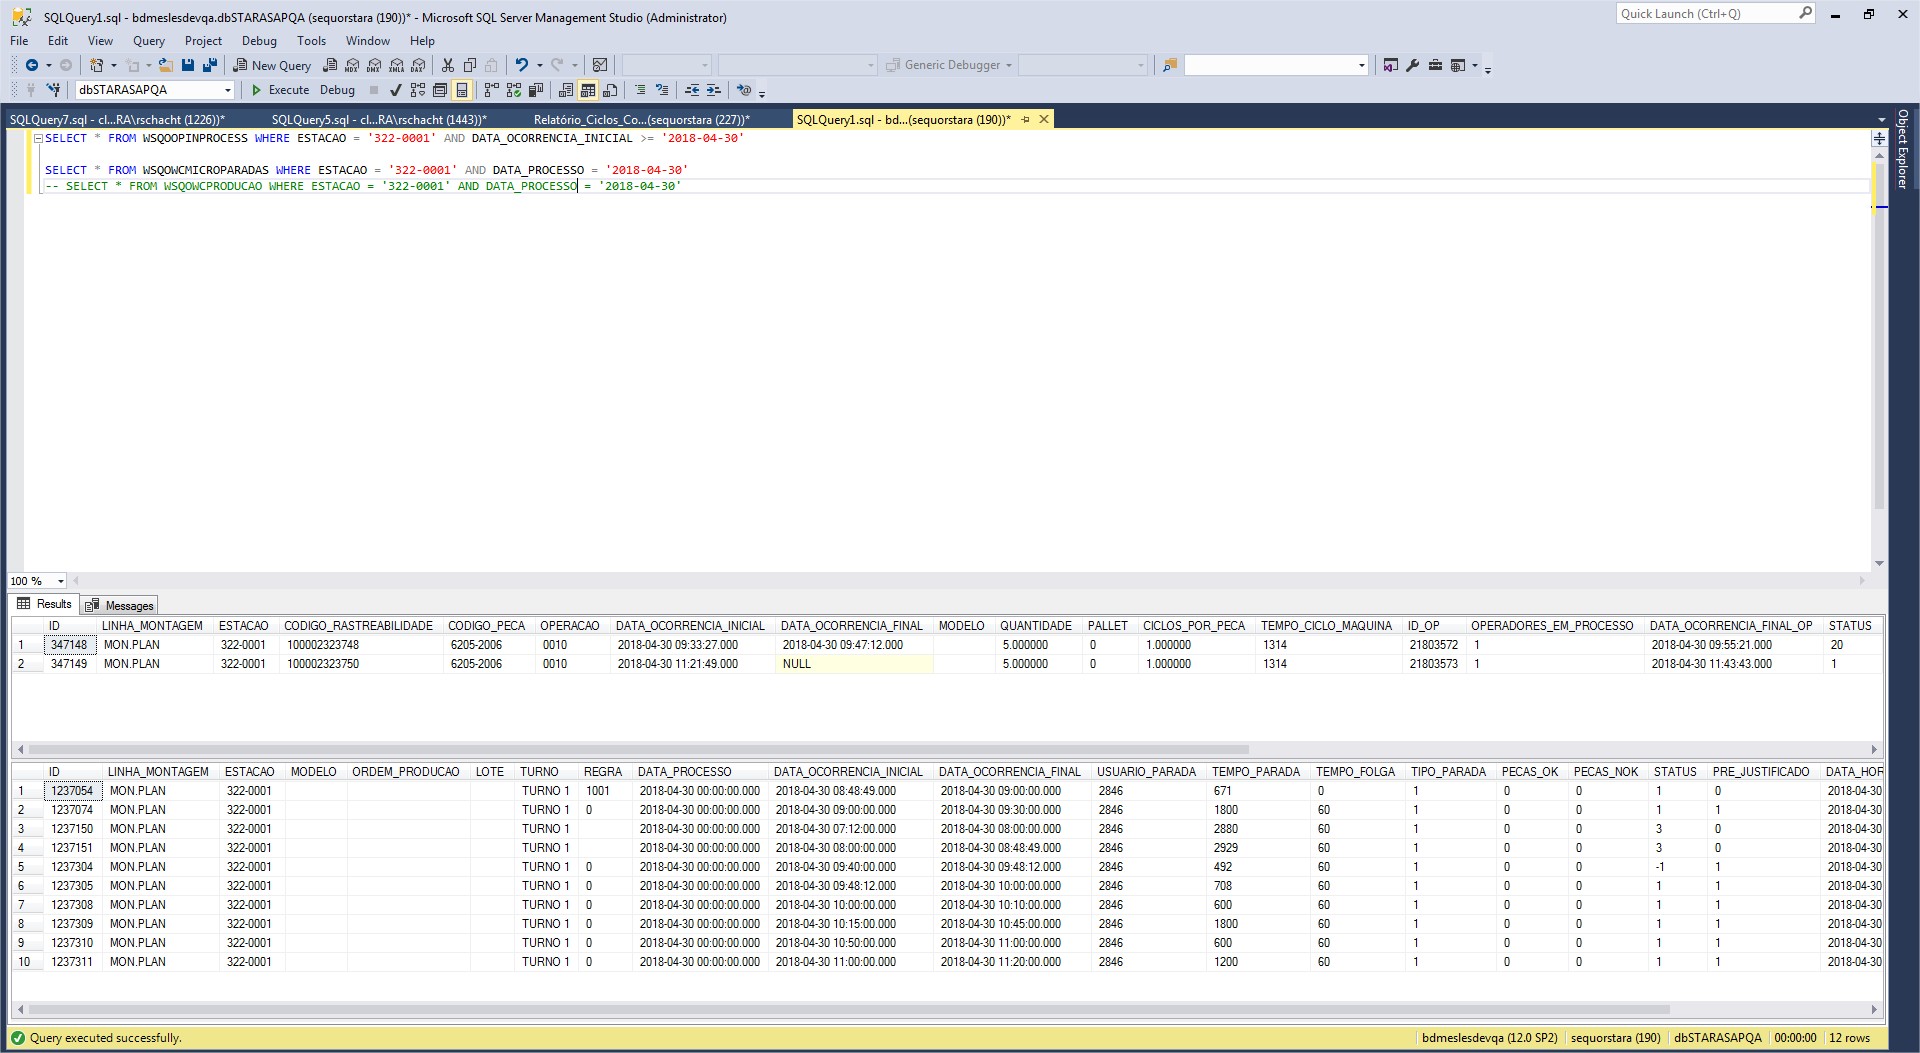 SQLQuery1.sql - bdmeslesdevqa.dbSTARASAPQA (sequorstara (190))* - Microsoft SQL Server Management Studio (Administrator)
Quick Launch (Ctrl+Q)
File Edit View Query Project Debug Tools Window Help
New Query MDX DMX XMLA DAX Generic Debugger
dbSTARASAPQA Execute Debug
SQLQuery7.sql - cl...RA\rschacht (1226))* SQLQuery5.sql - cl...RA\rschacht (1443))* Relatório_Ciclos_Co...(sequorstara (227))* SQLQuery1.sql - bd...(sequorstara (190))*
Object Explorer
SELECT * FROM WSQOOPINPROCESS WHERE ESTACAO = '322-0001' AND DATA_OCORRENCIA_INICIAL >= '2018-04-30'
SELECT * FROM WSQOWCMICROPARADAS WHERE ESTACAO = '322-0001' AND DATA_PROCESSO = '2018-04-30'
-- SELECT * FROM WSQOWCPRODUCAO WHERE ESTACAO = '322-0001' AND DATA_PROCESSO = '2018-04-30'
100 %
Results Messages
ID LINHA_MONTAGEM ESTACAO CODIGO_RASTREABILIDADE CODIGO_PECA OPERACAO DATA_OCORRENCIA_INICIAL DATA_OCORRENCIA_FINAL MODELO QUANTIDADE PALLET CICLOS_POR_PECA TEMPO_CICLO_MAQUINA ID_OP OPERADORES_EM_PROCESSO DATA_OCORRENCIA_FINAL_OP STATUS
1 347148 MON.PLAN 322-0001 100002323748 6205-2006 0010 2018-04-30 09:33:27.000 2018-04-30 09:47:12.000 5.000000 0 1.000000 1314 21803572 1 2018-04-30 09:55:21.000 20
2 347149 MON.PLAN 322-0001 100002323750 6205-2006 0010 2018-04-30 11:21:49.000 NULL 5.000000 0 1.000000 1314 21803573 1 2018-04-30 11:43:43.000 1
ID LINHA_MONTAGEM ESTACAO MODELO ORDEM_PRODUCAO LOTE TURNO REGRA DATA_PROCESSO DATA_OCORRENCIA_INICIAL DATA_OCORRENCIA_FINAL USUARIO_PARADA TEMPO_PARADA TEMPO_FOLGA TIPO_PARADA PECAS_OK PECAS_NOK STATUS PRE_JUSTIFICADO DATA_HOR
1 1237054 MON.PLAN 322-0001 TURNO 1 1001 2018-04-30 00:00:00.000 2018-04-30 08:48:49.000 2018-04-30 09:00:00.000 2846 671 0 1 0 0 1 0 2018-04-30
2 1237074 MON.PLAN 322-0001 TURNO 1 0 2018-04-30 00:00:00.000 2018-04-30 09:00:00.000 2018-04-30 09:30:00.000 2846 1800 60 1 0 0 1 1 2018-04-30
3 1237150 MON.PLAN 322-0001 TURNO 1 2018-04-30 00:00:00.000 2018-04-30 07:12:00.000 2018-04-30 08:00:00.000 2846 2880 60 1 0 0 3 0 2018-04-30
4 1237151 MON.PLAN 322-0001 TURNO 1 2018-04-30 00:00:00.000 2018-04-30 08:00:00.000 2018-04-30 08:48:49.000 2846 2929 60 1 0 0 3 0 2018-04-30
5 1237304 MON.PLAN 322-0001 TURNO 1 0 2018-04-30 00:00:00.000 2018-04-30 09:40:00.000 2018-04-30 09:48:12.000 2846 492 60 1 0 0 -1 1 2018-04-30
6 1237305 MON.PLAN 322-0001 TURNO 1 0 2018-04-30 00:00:00.000 2018-04-30 09:48:12.000 2018-04-30 10:00:00.000 2846 708 60 1 0 0 1 1 2018-04-30
7 1237308 MON.PLAN 322-0001 TURNO 1 0 2018-04-30 00:00:00.000 2018-04-30 10:00:00.000 2018-04-30 10:10:00.000 2846 600 60 1 0 0 1 1 2018-04-30
8 1237309 MON.PLAN 322-0001 TURNO 1 0 2018-04-30 00:00:00.000 2018-04-30 10:15:00.000 2018-04-30 10:45:00.000 2846 1800 60 1 0 0 1 1 2018-04-30
9 1237310 MON.PLAN 322-0001 TURNO 1 0 2018-04-30 00:00:00.000 2018-04-30 10:50:00.000 2018-04-30 11:00:00.000 2846 600 60 1 0 0 1 1 2018-04-30
10 1237311 MON.PLAN 322-0001 TURNO 1 0 2018-04-30 00:00:00.000 2018-04-30 11:00:00.000 2018-04-30 11:20:00.000 2846 1200 60 1 0 0 1 1 2018-04-30
Query executed successfully. bdmeslesdevqa (12.0 SP2) sequorstara (190) dbSTARASAPQA 00:00:00 12 rows